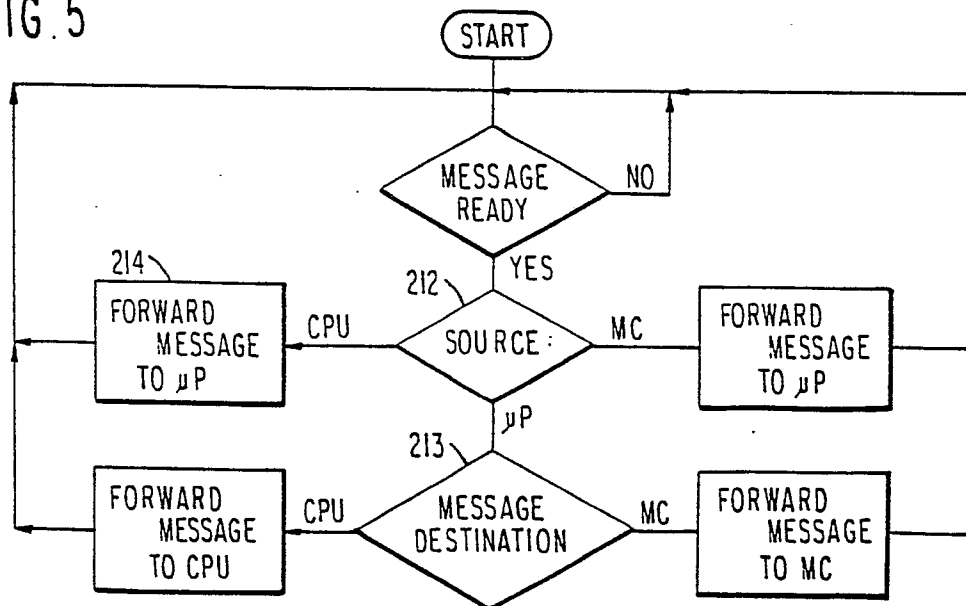 IG. 5
START
MESSAGE
READY
NO
YES
214
212
FORWARD
MESSAGE
TO μP
CPU
SOURCE:
MC
FORWARD
MESSAGE
TO μP
μP
213
FORWARD
MESSAGE
TO CPU
CPU
MESSAGE
DESTINATION
MC
FORWARD
MESSAGE
TO MC